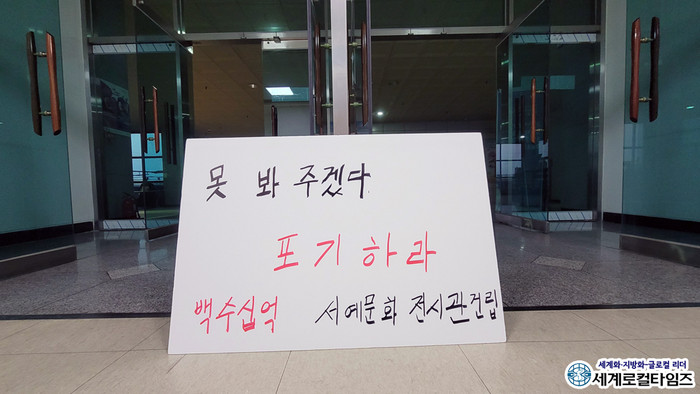 못 봐 주겠다
포기하라
백수십억 서예문화 전시관건립
세계화·지방화·글로컬 리더
세계로컬타임즈